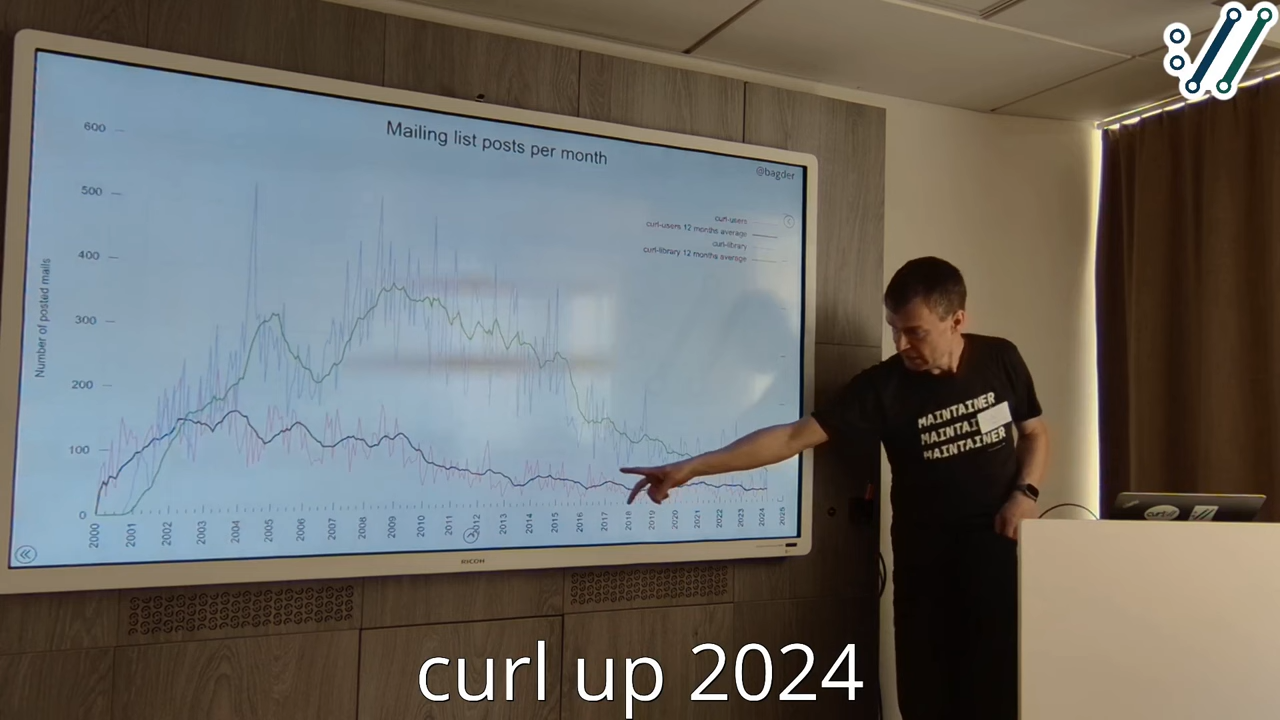 Mailing list posts per month
@bagder
curl-users
curl-users 12 months average
curl-library
curl-library 12 months average
Number of posted mails
600
500
400
300
200
100
0
2000 2001 2002 2003 2004 2005 2006 2007 2008 2009 2010 2011 2012 2013 2014 2015 2016 2017 2018 2019 2020 2021 2022 2023 2024 2025
RICOH
MAINTAINER
MAINTAI
MAINTAINER
curl
curl up 2024